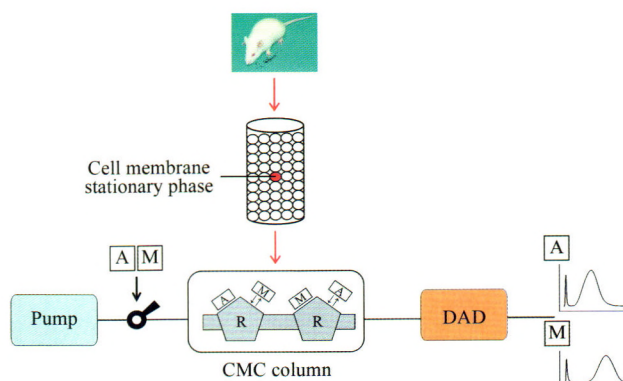 Cell membrane
stationary phase
A M
A
Pump
A M M A
R R
DAD
M
CMC column